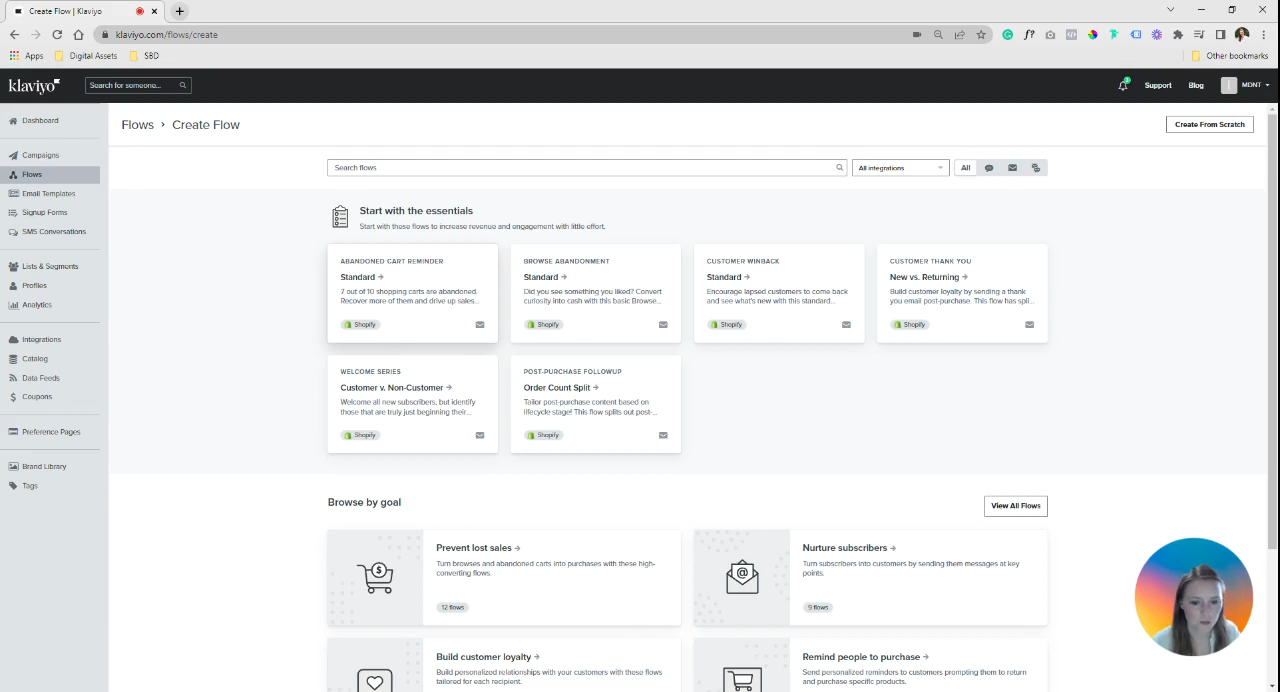 Create Flow | Klaviyo
klaviyo.com/flows/create
Apps
Digital Assets
SBD
Other bookmarks
klaviyo
Search for someone...
Support
Blog
MDNT
Dashboard
Campaigns
Flows
Email Templates
Signup Forms
SMS Conversations
Lists & Segments
Profiles
Analytics
Integrations
Catalog
Data Feeds
Coupons
Preference Pages
Brand Library
Tags
Flows › Create Flow
Create From Scratch
Search flows
All integrations
All
Start with the essentials
Start with these flows to increase revenue and engagement with little effort.
ABANDONED CART REMINDER
Standard →
7 out of 10 shopping carts are abandoned.
Recover more of them and drive up sales...
Shopify
BROWSE ABANDONMENT
Standard →
Did you see something you liked? Convert
curiosity into cash with this basic Browse...
Shopify
CUSTOMER WINBACK
Standard →
Encourage lapsed customers to come back
and see what's new with this standard...
Shopify
CUSTOMER THANK YOU
New vs. Returning →
Build customer loyalty by sending a thank
you email post-purchase. This flow has spli...
Shopify
WELCOME SERIES
Customer v. Non-Customer →
Welcome all new subscribers, but identify
those that are truly just beginning their...
Shopify
POST-PURCHASE FOLLOWUP
Order Count Split →
Tailor post-purchase content based on
lifecycle stage! This flow splits out post-...
Shopify
Browse by goal
View All Flows
Prevent lost sales →
Turn browses and abandoned carts into purchases with these high-
converting flows.
12 flows
Nurture subscribers →
Turn subscribers into customers by sending them messages at key
points.
9 flows
Build customer loyalty →
Build personalized relationships with your customers with these flows
tailored for each recipient.
Remind people to purchase →
Send personalized reminders to customers prompting them to return
and purchase specific products.